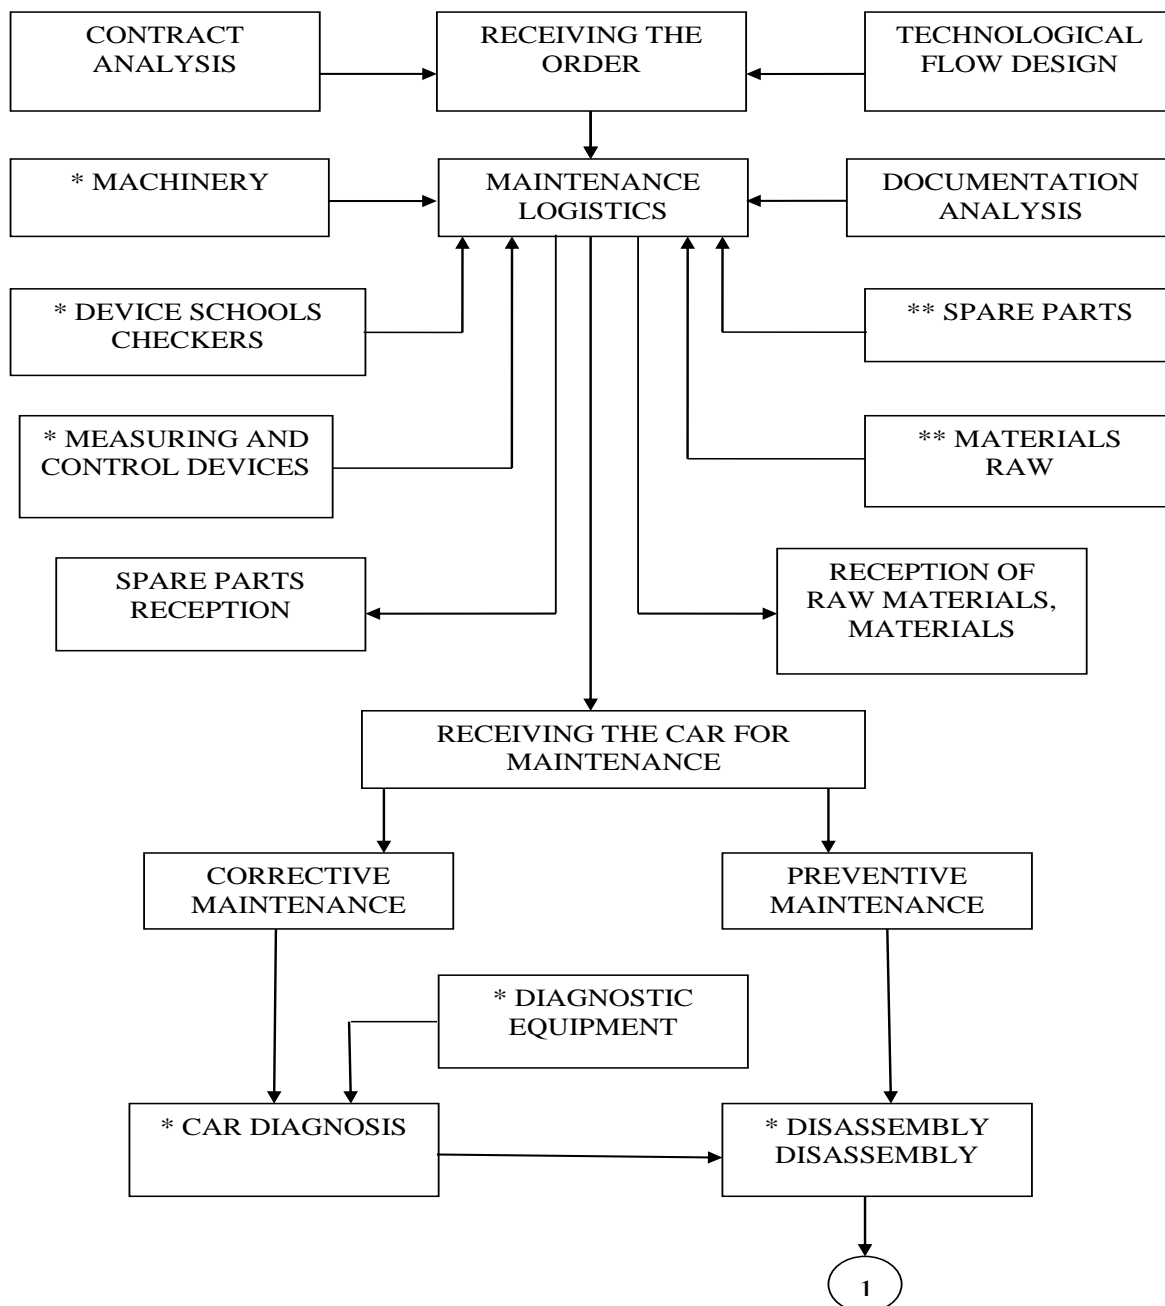 CONTRACT
ANALYSIS
RECEIVING THE
ORDER
TECHNOLOGICAL
FLOW DESIGN
* MACHINERY
MAINTENANCE
LOGISTICS
DOCUMENTATION
ANALYSIS
* DEVICE SCHOOLS
CHECKERS
** SPARE PARTS
* MEASURING AND
CONTROL DEVICES
** MATERIALS
RAW
SPARE PARTS
RECEPTION
RECEPTION OF
RAW MATERIALS,
MATERIALS
RECEIVING THE CAR FOR
MAINTENANCE
CORRECTIVE
MAINTENANCE
PREVENTIVE
MAINTENANCE
* DIAGNOSTIC
EQUIPMENT
* CAR DIAGNOSIS
* DISASSEMBLY
DISASSEMBLY
1